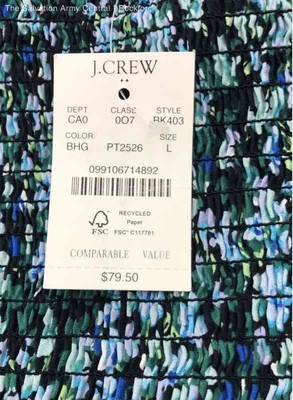 The Salvation Army Central - Rockford
J.CREW
DEPT CLASS STYLE
CA0 007 BK403
COLOR SIZE
BHG PT2526 L
099106714892
RECYCLED
Paper
FSC FSC® C117781
COMPARABLE VALUE
$79.50